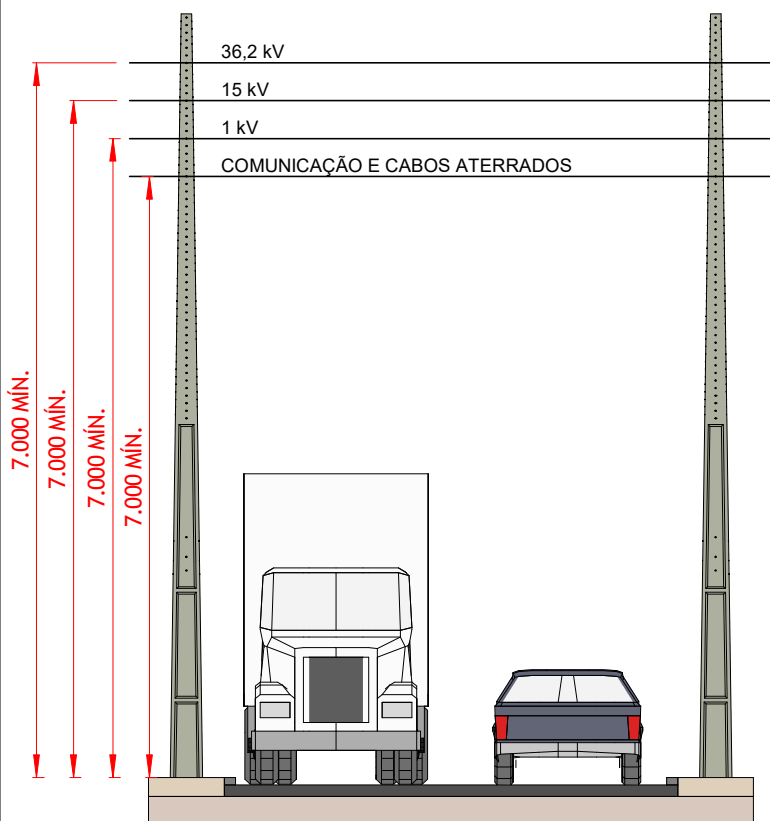 36,2 kV
15 kV
1 kV
COMUNICAÇÃO E CABOS ATERRADOS
7.000 MÍN.
7.000 MÍN.
7.000 MÍN.
7.000 MÍN.